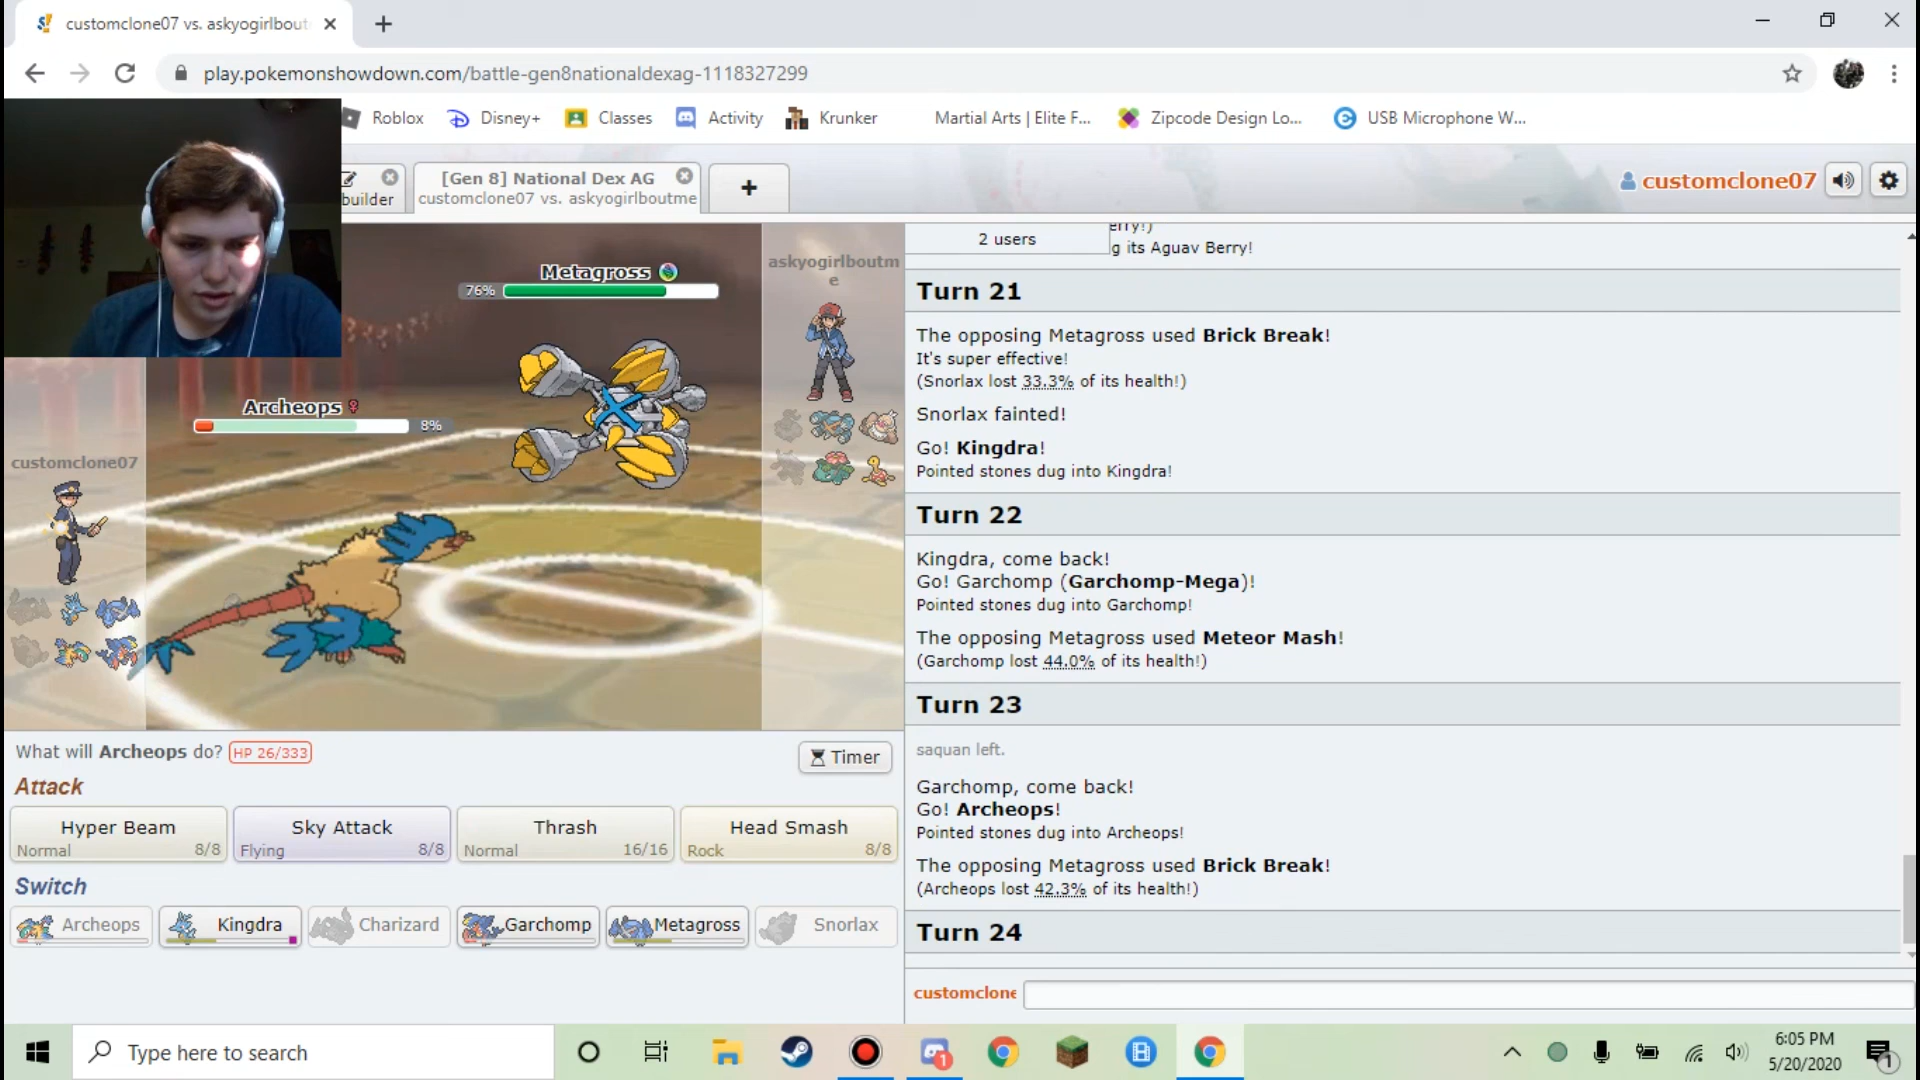 customclone07 vs. askyogirlbout
play.pokemonshowdown.com/battle-gen8nationaldexag-1118327299
Roblox
Disney+
Classes
Activity
Krunker
Martial Arts | Elite F...
Zipcode Design Lo...
USB Microphone W...
builder
[Gen 8] National Dex AG
customclone07 vs. askyogirlboutme
customclone07
2 users
erry!)
g its Aguav Berry!
Metagross
76%
askyogirlboutm
e
Archeops
8%
customclone07
Turn 21
The opposing Metagross used Brick Break!
It's super effective!
(Snorlax lost 33.3% of its health!)
Snorlax fainted!
Go! Kingdra!
Pointed stones dug into Kingdra!
Turn 22
Kingdra, come back!
Go! Garchomp (Garchomp-Mega)!
Pointed stones dug into Garchomp!
The opposing Metagross used Meteor Mash!
(Garchomp lost 44.0% of its health!)
Turn 23
saquan left.
Garchomp, come back!
Go! Archeops!
Pointed stones dug into Archeops!
The opposing Metagross used Brick Break!
(Archeops lost 42.3% of its health!)
Turn 24
customclone
What will Archeops do? HP 26/333
Timer
Attack
Hyper Beam
Normal 8/8
Sky Attack
Flying 8/8
Thrash
Normal 16/16
Head Smash
Rock 8/8
Switch
Archeops
Kingdra
Charizard
Garchomp
Metagross
Snorlax
Type here to search
1
6:05 PM
5/20/2020
1